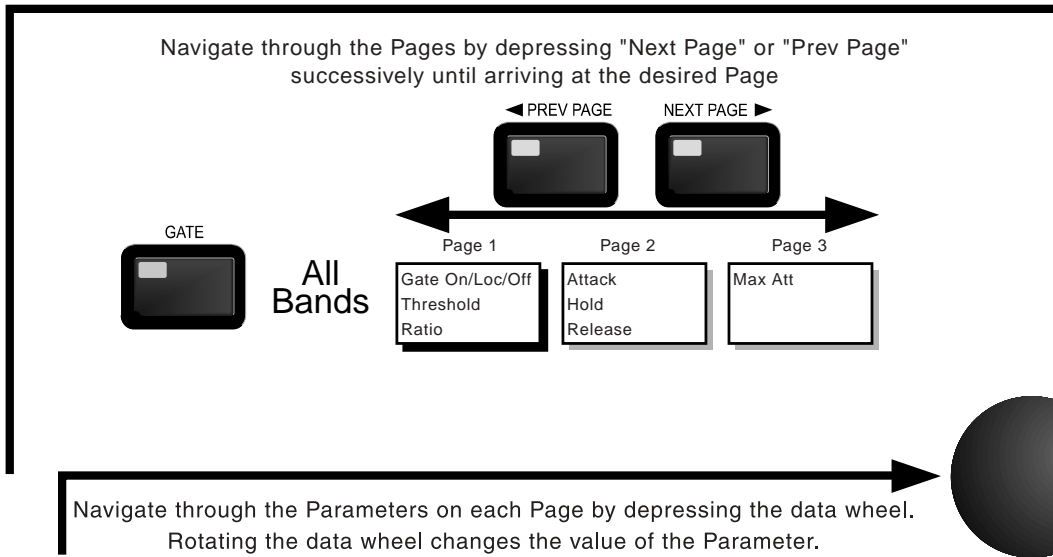 Navigate through the Pages by depressing "Next Page" or "Prev Page"
successively until arriving at the desired Page
◄ PREV PAGE
NEXT PAGE ►
GATE
All
Bands
Page 1
Gate On/Loc/Off
Threshold
Ratio
Page 2
Attack
Hold
Release
Page 3
Max Att
Navigate through the Parameters on each Page by depressing the data wheel.
Rotating the data wheel changes the value of the Parameter.